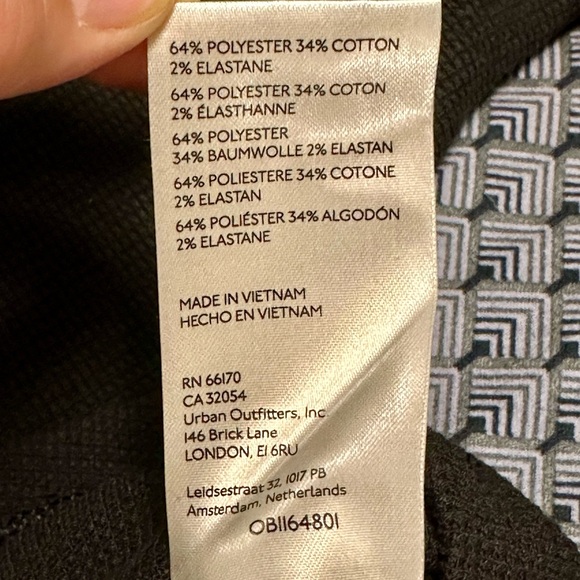 64% POLYESTER 34% COTTON
2% ELASTANE
64% POLYESTER 34% COTON
2% ÉLASTHANNE
64% POLYESTER
34% BAUMWOLLE 2% ELASTAN
64% POLIESTERE 34% COTONE
2% ELASTAN
64% POLIÉSTER 34% ALGODÓN
2% ELASTANE
MADE IN VIETNAM
HECHO EN VIETNAM
RN 66170
CA 32054
Urban Outfitters, Inc
146 Brick Lane
LONDON, E1 6RU
Leidsestraat 32, 1017 PB
Amsterdam, Netherlands
OB1164801